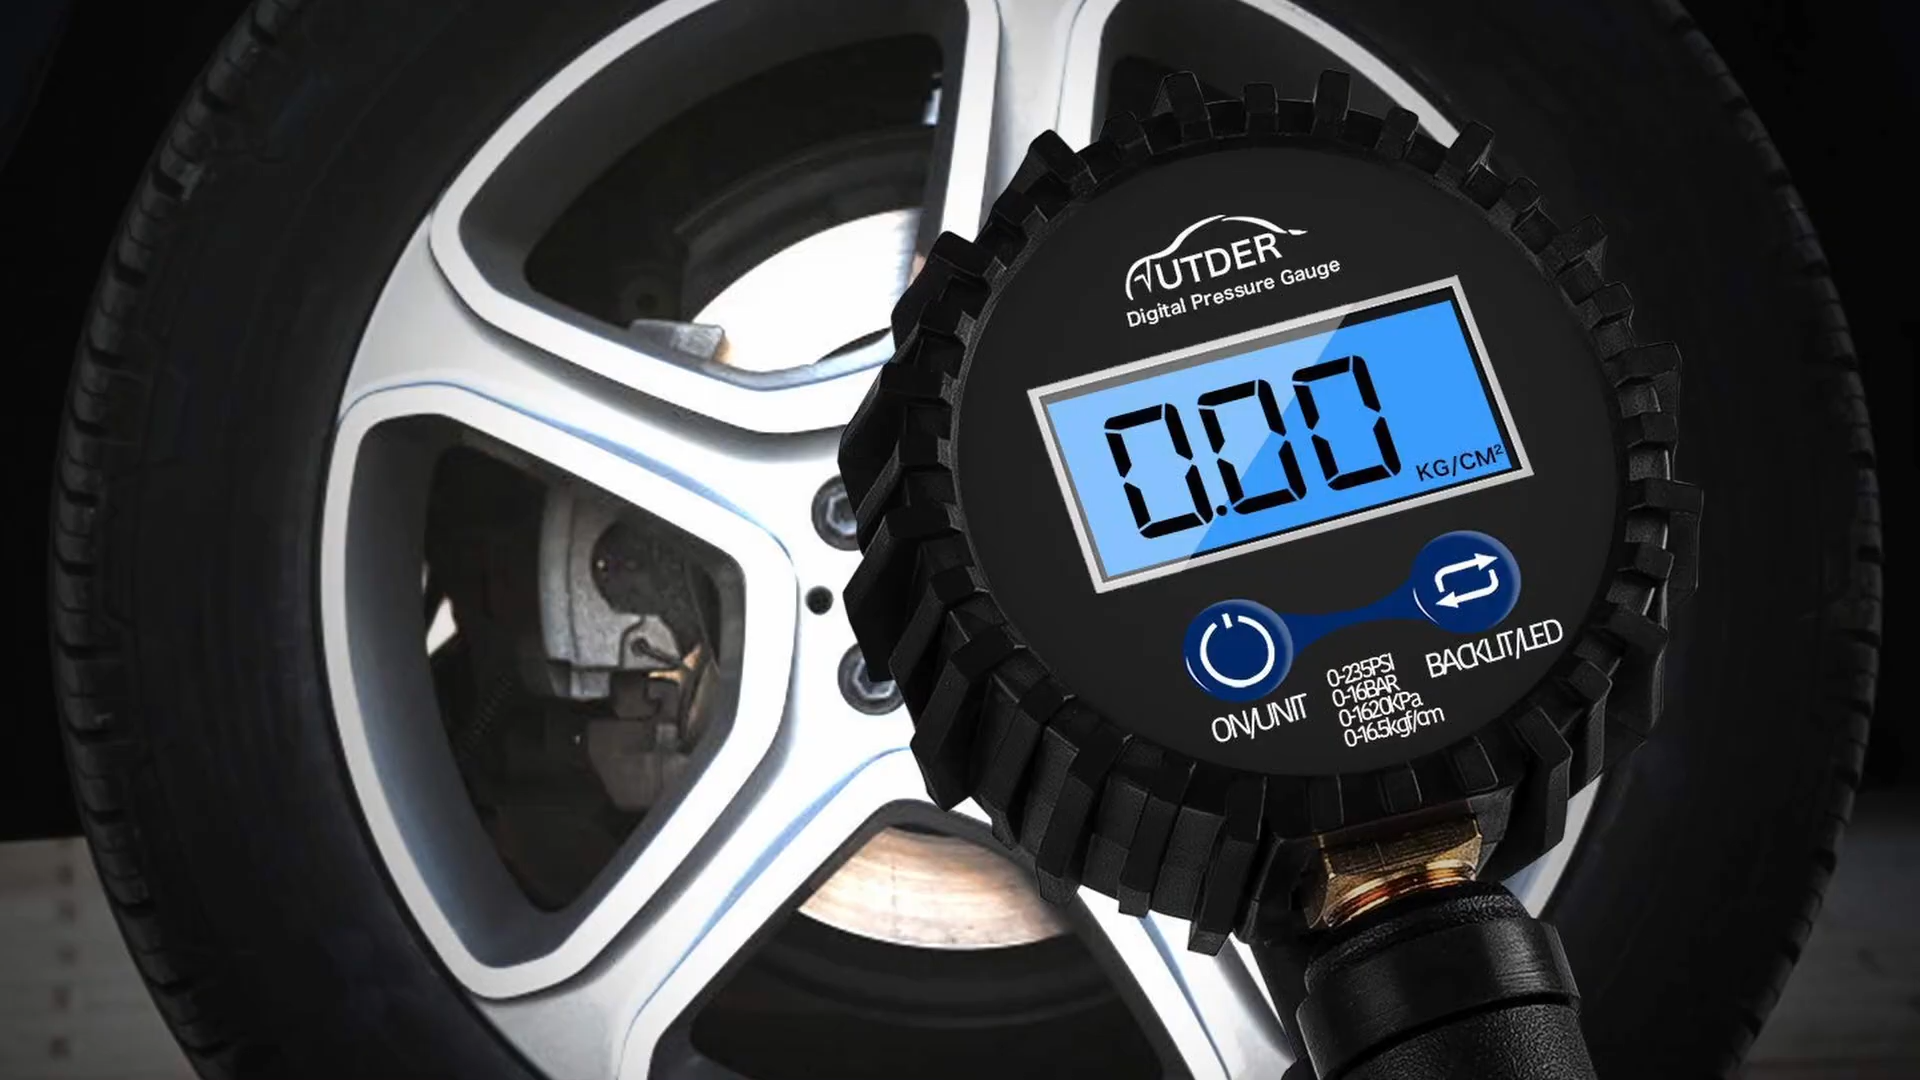 AUTDER
Digital Pressure Gauge
0.00
KG/CM²
ON/UNIT
0-235PSI
0-16BAR
0-1620KPa
0-16.5kgf/cm
BACKLIT/LED